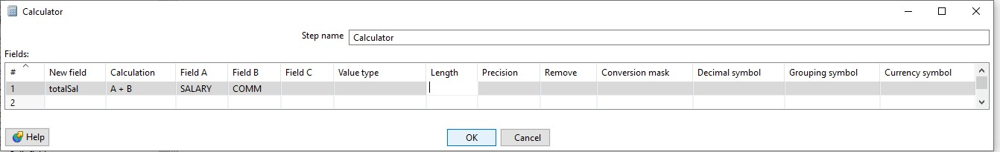 Calculator
Step name Calculator
Fields:
# New field Calculation Field A Field B Field C Value type Length Precision Remove Conversion mask Decimal symbol Grouping symbol Currency symbol
1 totalSal A + B SALARY COMM
2
Help OK Cancel